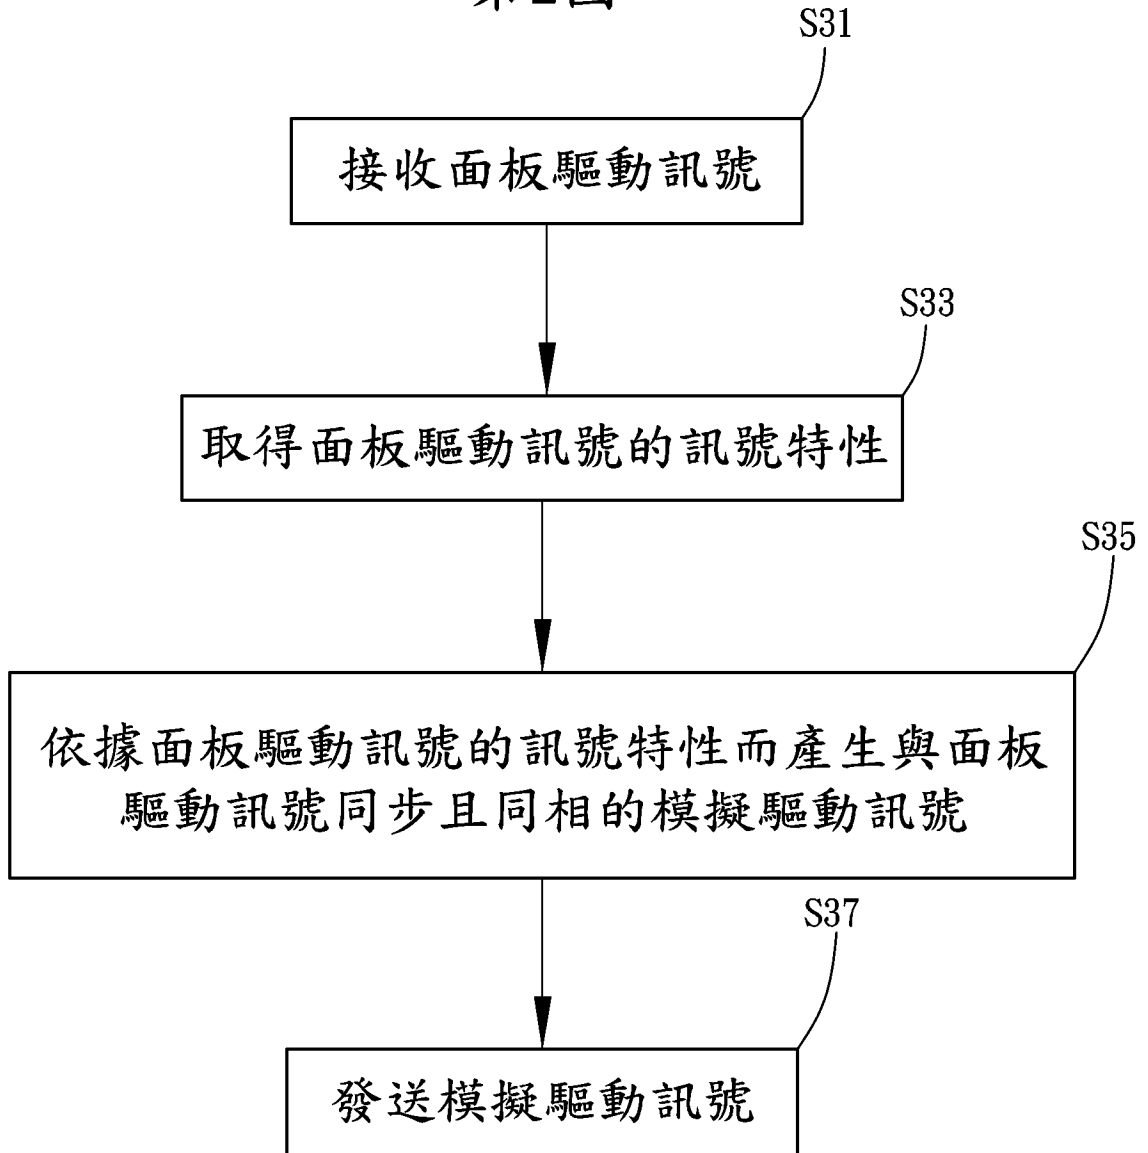 第2圖
S31
接收面板驅動訊號
S33
取得面板驅動訊號的訊號特性
S35
依據面板驅動訊號的訊號特性而產生與面板
驅動訊號同步且同相的模擬驅動訊號
S37
發送模擬驅動訊號